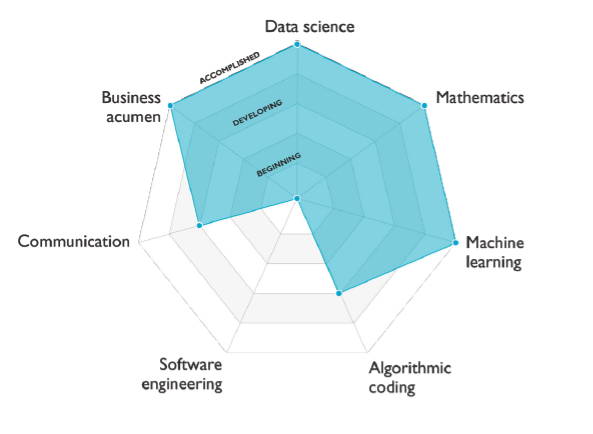 Data science
ACCOMPLISHED
Business
acumen
Mathematics
DEVELOPING
BEGINNING
Communication
Machine
learning
Software
engineering
Algorithmic
coding